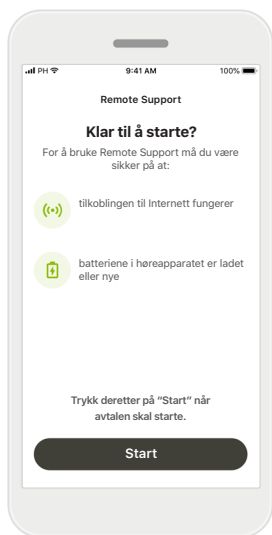 PH 9:41 AM 100%
Remote Support
Klar til å starte?
For å bruke Remote Support må du være
sikker på at:
tilkoblingen til Internett fungerer
batteriene i høreapparatet er ladet
eller nye
Trykk deretter på "Start" når
avtalen skal starte.
Start